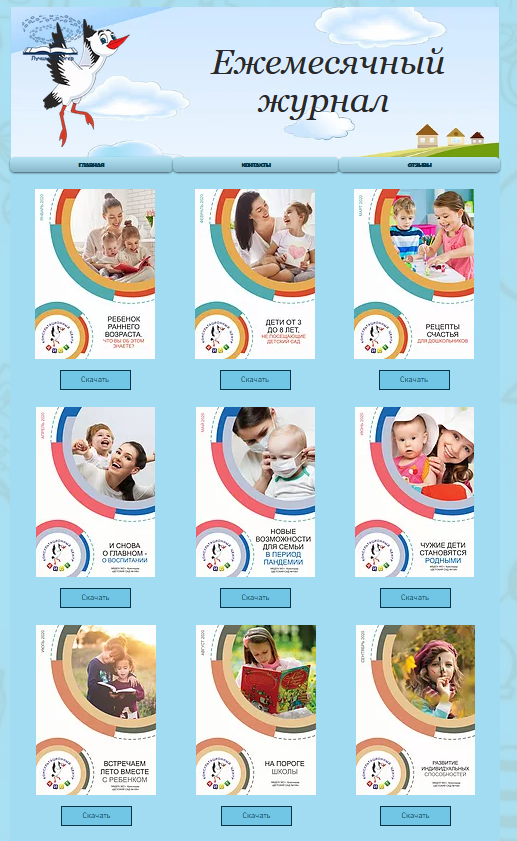 Ежемесячный
журнал
ГЛАВНАЯ
КОНТАКТЫ
ОТЗЫВЫ
ЯНВАРЬ 2020
РЕБЕНОК
РАННЕГО
ВОЗРАСТА.
ЧТО ВЫ ОБ ЭТОМ
ЗНАЕТЕ?
Скачать
ФЕВРАЛЬ 2020
ДЕТИ ОТ 3
ДО 8 ЛЕТ,
НЕ ПОСЕЩАЮЩИЕ
ДЕТСКИЙ САД
Скачать
МАРТ 2020
РЕЦЕПТЫ
СЧАСТЬЯ
ДЛЯ ДОШКОЛЬНИКОВ
Скачать
АПРЕЛЬ 2020
И СНОВА
О ГЛАВНОМ -
О ВОСПИТАНИИ
Скачать
МАЙ 2020
НОВЫЕ
ВОЗМОЖНОСТИ
ДЛЯ СЕМЬИ
В ПЕРИОД
ПАНДЕМИИ
Скачать
ИЮНЬ 2020
ЧУЖИЕ ДЕТИ
СТАНОВЯТСЯ
РОДНЫМИ
Скачать
ИЮЛЬ 2020
ВСТРЕЧАЕМ
ЛЕТО ВМЕСТЕ
С РЕБЕНКОМ
Скачать
АВГУСТ 2020
НА ПОРОГЕ
ШКОЛЫ
Скачать
СЕНТЯБРЬ 2020
РАЗВИТИЕ
ИНДИВИДУАЛЬНЫХ
СПОСОБНОСТЕЙ
Скачать